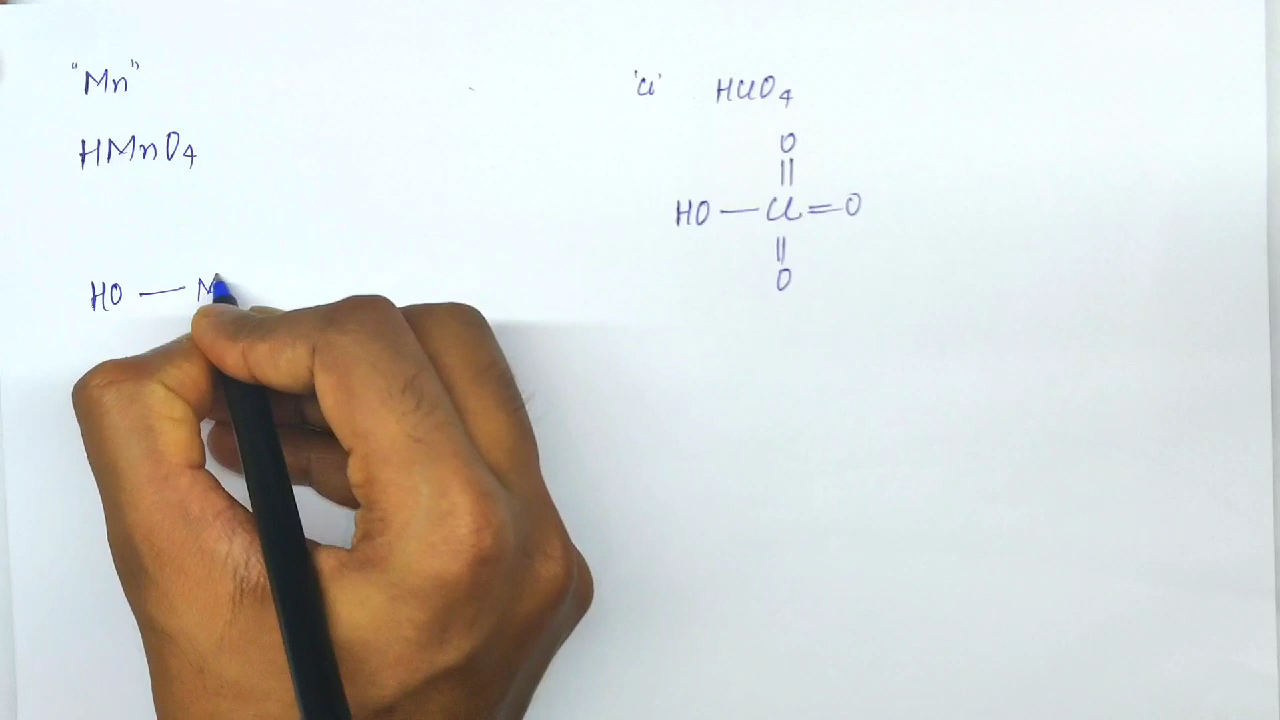 "Mn"
HMnO4
HO — M
'Cl' HClO4
O
||
HO — Cl = O
||
O